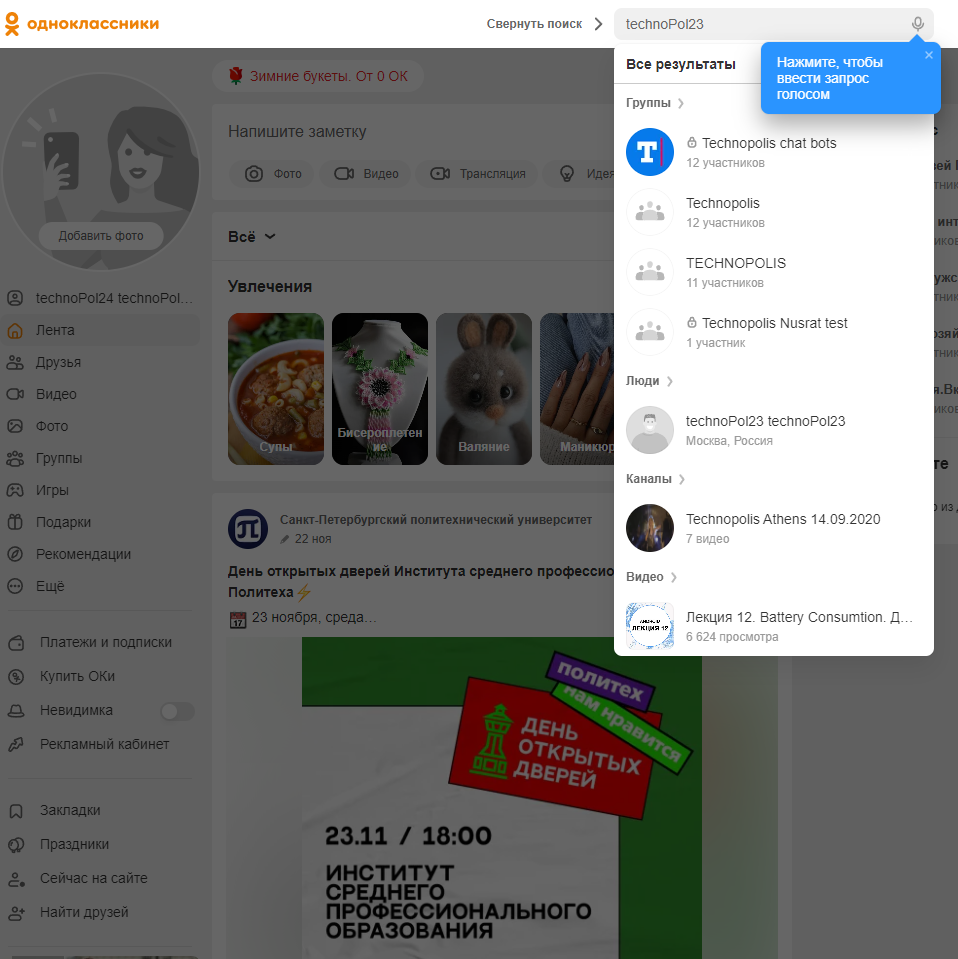 одноклассники
Свернуть поиск
technoPol23
Нажмите, чтобы
ввести запрос
голосом
Все результаты
Группы
Technopolis chat bots
12 участников
Technopolis
12 участников
TECHNOPOLIS
11 участников
Technopolis Nusrat test
1 участник
Люди
technoPol23 technoPol23
Москва, Россия
Каналы
Technopolis Athens 14.09.2020
7 видео
Видео
ЛЕКЦИЯ 12
Лекция 12. Battery Consumtion. Д...
6 624 просмотра
Добавить фото
technoPol24 technoPol...
Лента
Друзья
Видео
Фото
Группы
Игры
Подарки
Рекомендации
Ещё
Платежи и подписки
Купить ОКи
Невидимка
Рекламный кабинет
Закладки
Праздники
Сейчас на сайте
Найти друзей
Зимние букеты. От 0 ОК
Напишите заметку
Фото
Видео
Трансляция
Идея
Всё
Увлечения
Супы
Бисероплетен
ие
Валяние
Маникюр
Санкт-Петербургский политехнический университет
22 ноя
День открытых дверей Института среднего профессио
Политеха⚡
23 ноября, среда...
политех
нам нравится
ДЕНЬ
ОТКРЫТЫХ
ДВЕРЕЙ
23.11 / 18:00
ИНСТИТУТ
СРЕДНЕГО
ПРОФЕССИОНАЛЬНОГО
ОБРАЗОВАНИЯ